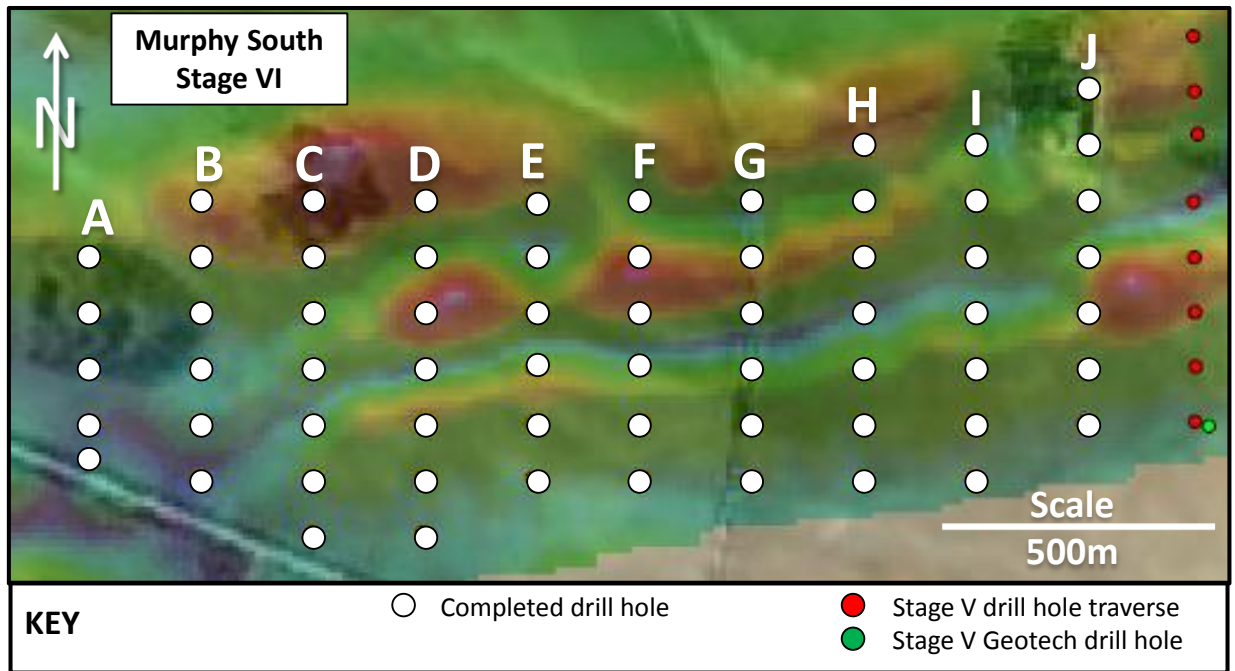 Murphy South
Stage VI
N
A
B
C
D
E
F
G
H
I
J
Scale
500m
KEY
Completed drill hole
Stage V drill hole traverse
Stage V Geotech drill hole